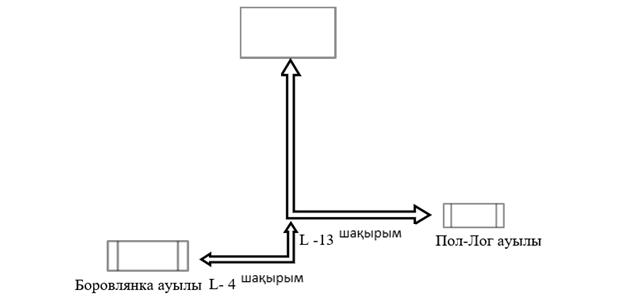 L -13 шақырым
Пол-Лог ауылы
Боровлянка ауылы L- 4 шақырым